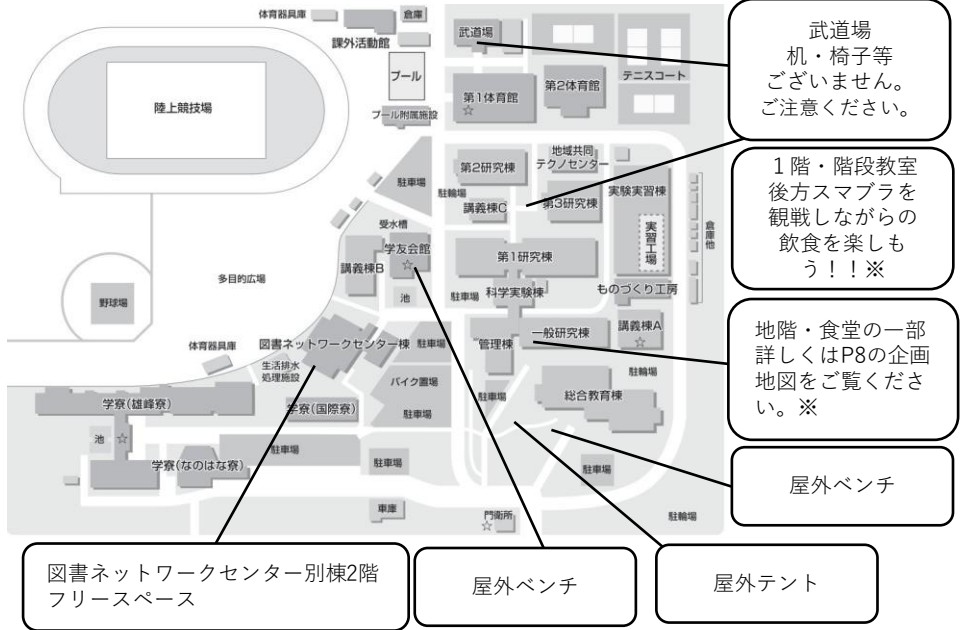 体育器具庫
倉庫
課外活動館
プール
プール附属施設
陸上競技場
武道場
第1体育館
☆
第2体育館
テニスコート
武道場
机・椅子等
ございません。
ご注意ください。
駐車場
駐輪場
第2研究棟
地域共同
テクノセンター
講義棟C
第3研究棟
実験実習棟
実習工場
倉庫他
1階・階段教室
後方スマブラを
観戦しながらの
飲食を楽しも
う!!※
受水槽
学友会館
☆
講義棟B
池
多目的広場
野球場
第1研究棟
駐車場
科学実験棟
ものづくり工房
管理棟
一般研究棟
講義棟A
☆
地階・食堂の一部
詳しくはP8の企画
地図をご覧くださ
い。※
体育器具庫
図書ネットワークセンター棟
駐車場
生活排水
処理施設
バイク置場
駐車場
駐車場
総合教育棟
駐輪場
学寮(雄峰寮)
学寮(国際寮)
池
☆
学寮(なのはな寮)
駐車場
駐車場
駐車場
屋外ベンチ
車庫
門衛所
☆
駐輪場
図書ネットワークセンター別棟2階
フリースペース
屋外ベンチ
屋外テント